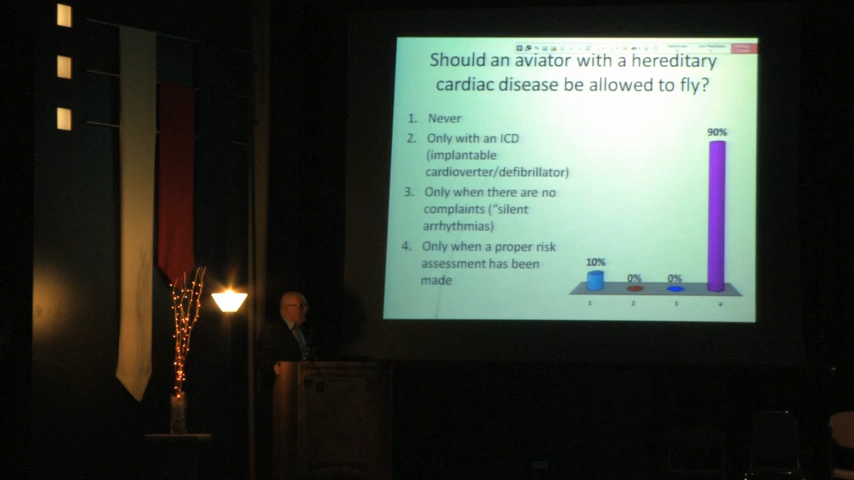 Should an aviator with a hereditary
cardiac disease be allowed to fly?
1. Never
2. Only with an ICD
(implantable
cardioverter/defibrillator)
3. Only when there are no
complaints ("silent
arrhythmias)
4. Only when a proper risk
assessment has been
made
90%
10%
0%
0%
1
2
3
4